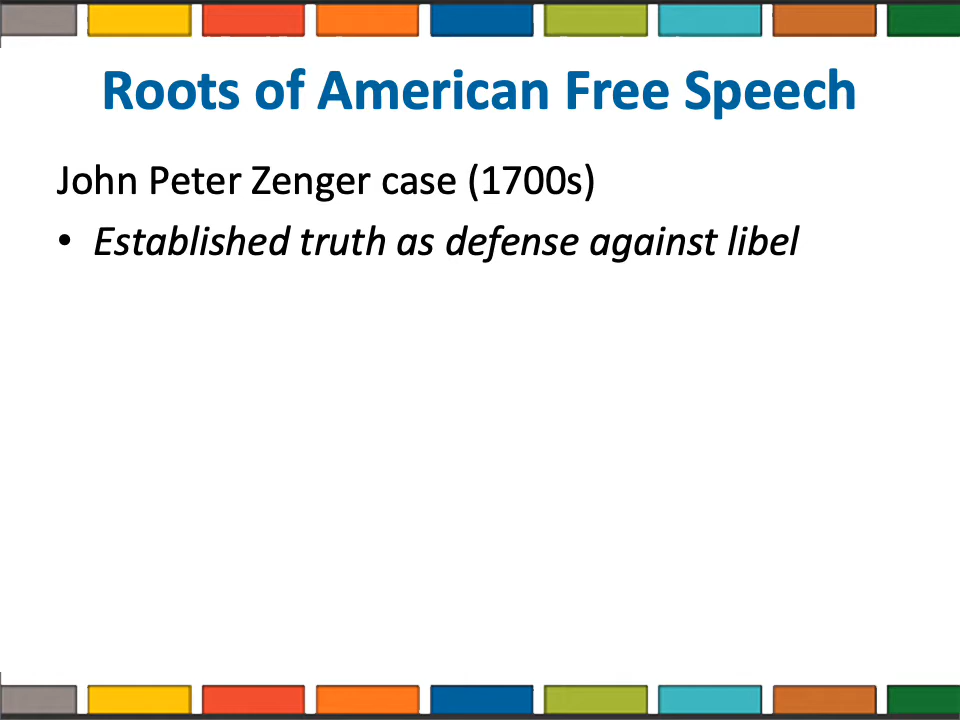 Roots of American Free Speech
John Peter Zenger case (1700s)
• Established truth as defense against libel